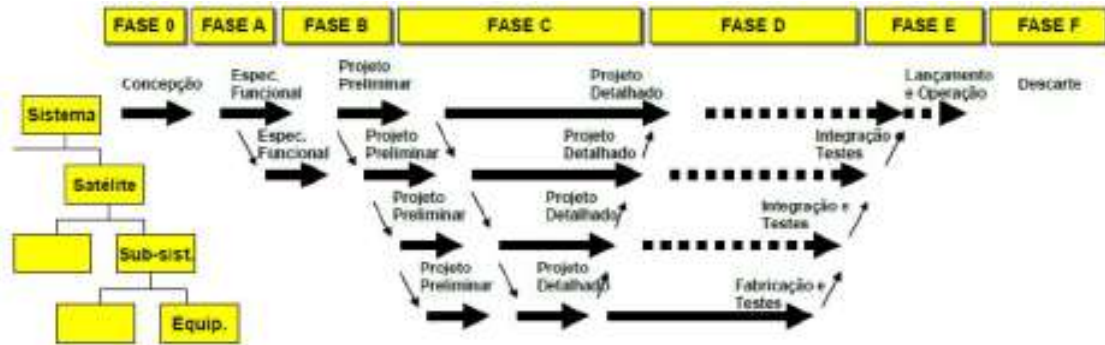 FASE 0 FASE A FASE B FASE C FASE D FASE E FASE F
Concepção
Espec.
Funcional
Projeto
Preliminar
Projeto
Detalhado
Lançamento
e Operação
Descarte
Sistema
Espec.
Funcional
Projeto
Preliminar
Projeto
Detalhado
Integração
Testes
Satélite
Projeto
Preliminar
Projeto
Detalhado
Integração e
Testes
Sub-sist.
Projeto
Preliminar
Projeto
Detalhado
Fabricação e
Testes
Equip.